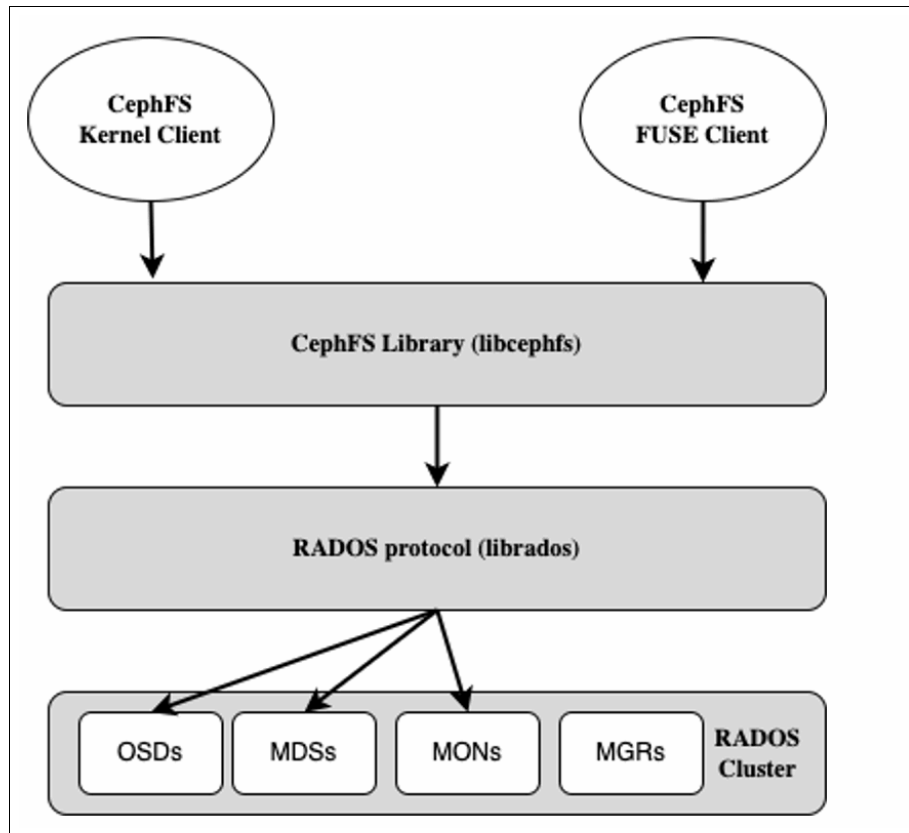 CephFS
Kernel Client
CephFS
FUSE Client
CephFS Library (libcephfs)
RADOS protocol (librados)
OSDs
MDSs
MONs
MGRs
RADOS
Cluster